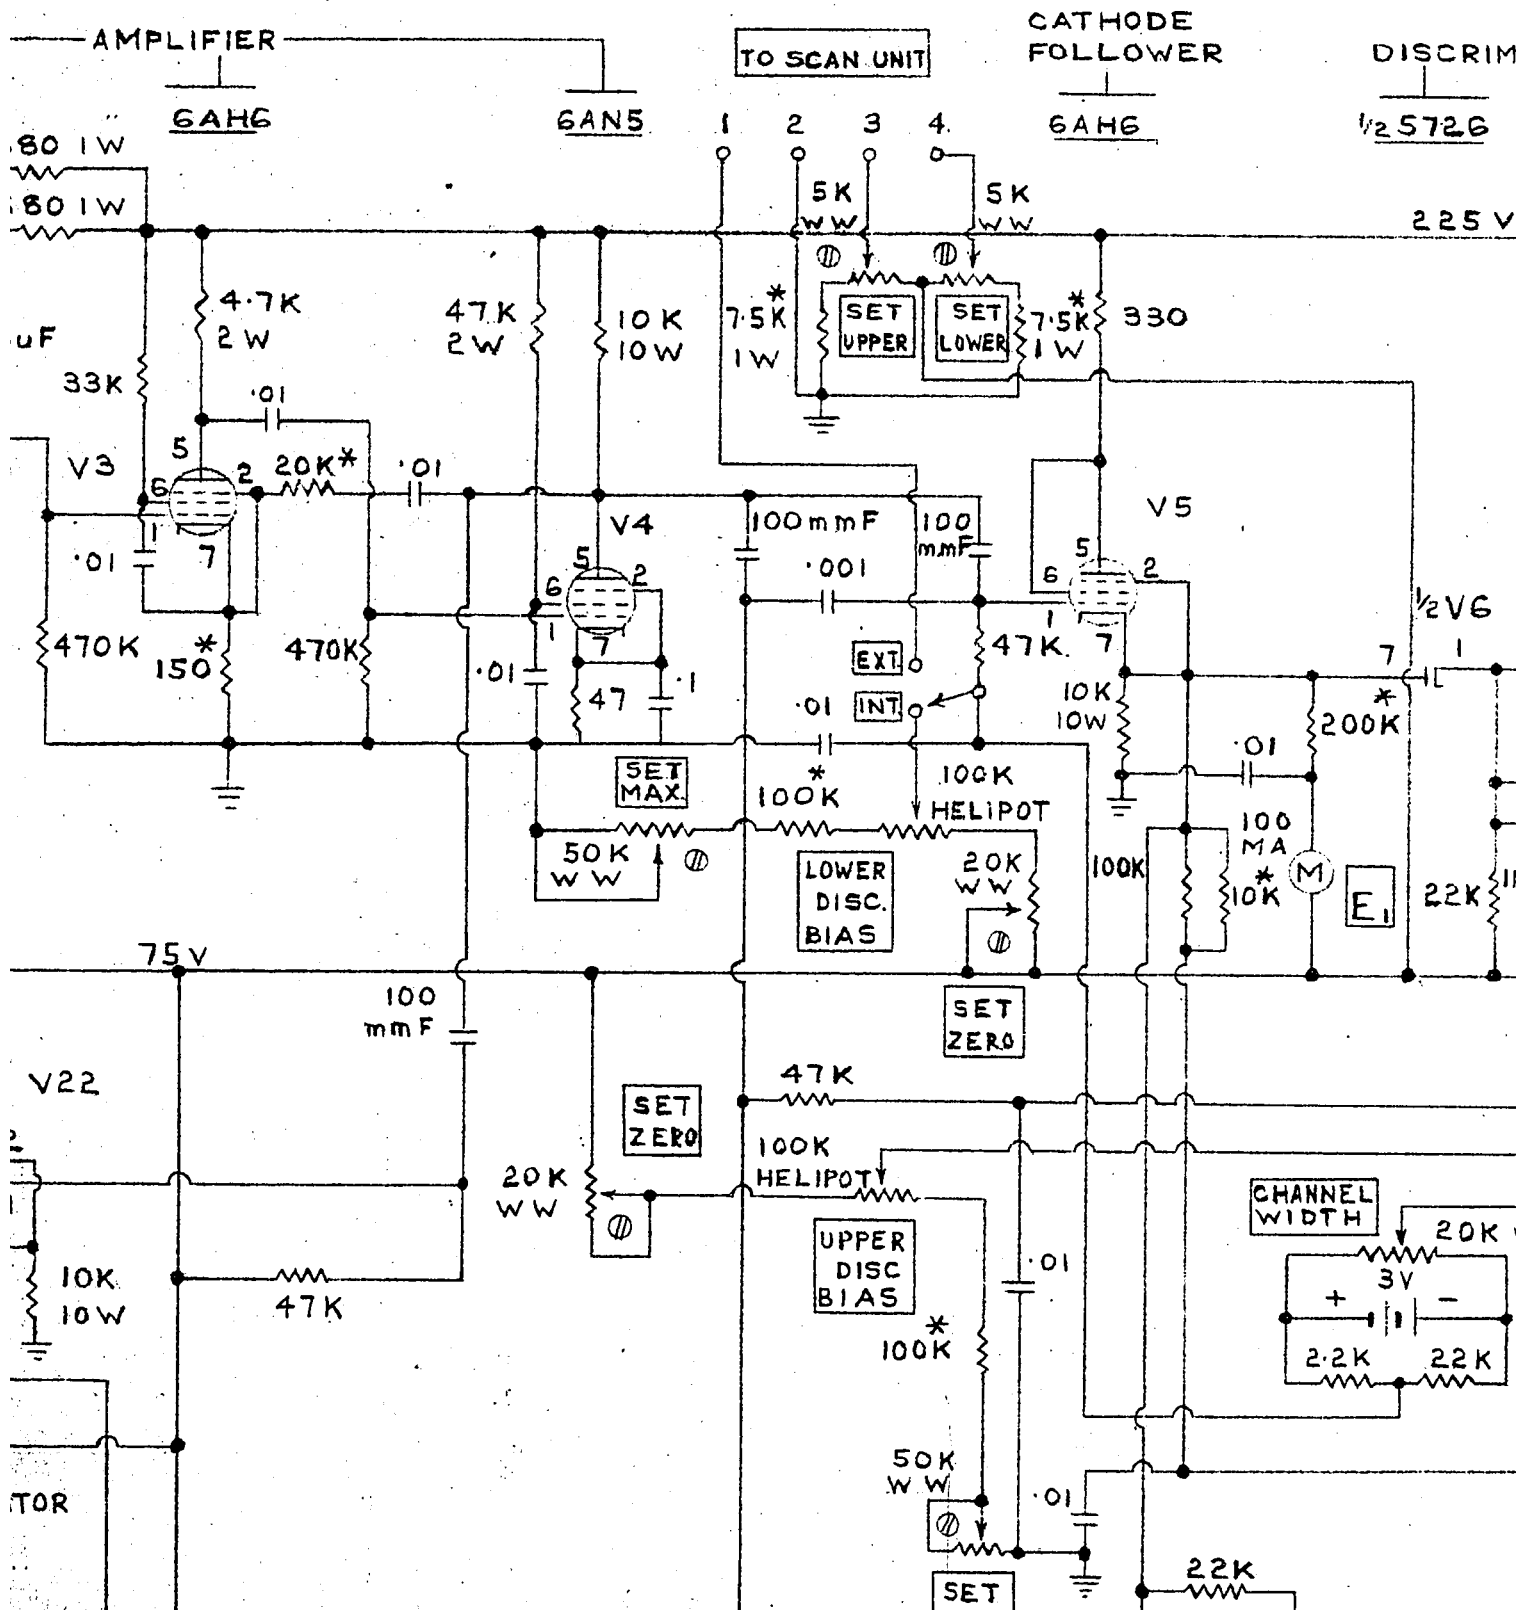 AMPLIFIER
6AH6
6AN5
TO SCAN UNIT
CATHODE
FOLLOWER
6AH6
DISCRIM
1/2 5726
80 1W
80 1W
1 2 3 4
5K
WW
5K
WW
225 V
uF
4.7K
2W
33K
.01
47K
2W
10K
10W
7.5K*
1W
SET
UPPER
SET
LOWER
7.5K*
1W
330
V3
5
6
2
1
7
.01
20K*
.01
470K
150*
470K
V4
5
6
2
1
7
.01
47
.1
100mmF
100
mmF
.001
47K
EXT.
INT.
.01
V5
5
6
2
1
7
10K
10W
1/2 V6
7 1
200K*
.01
SET
MAX.
100K*
100K
HELIPOT
50K
WW
LOWER
DISC.
BIAS
20K
WW
SET
ZERO
100K
10K*
100
MA
M
E1
22K
75V
100
mmF
V22
10K
10W
47K
SET
ZERO
20K
WW
47K
100K
HELIPOT
UPPER
DISC
BIAS
.01
100K*
50K
WW
SET
.01
CHANNEL
WIDTH
20K
3V
+ -
2.2K
22K
TOR
22K